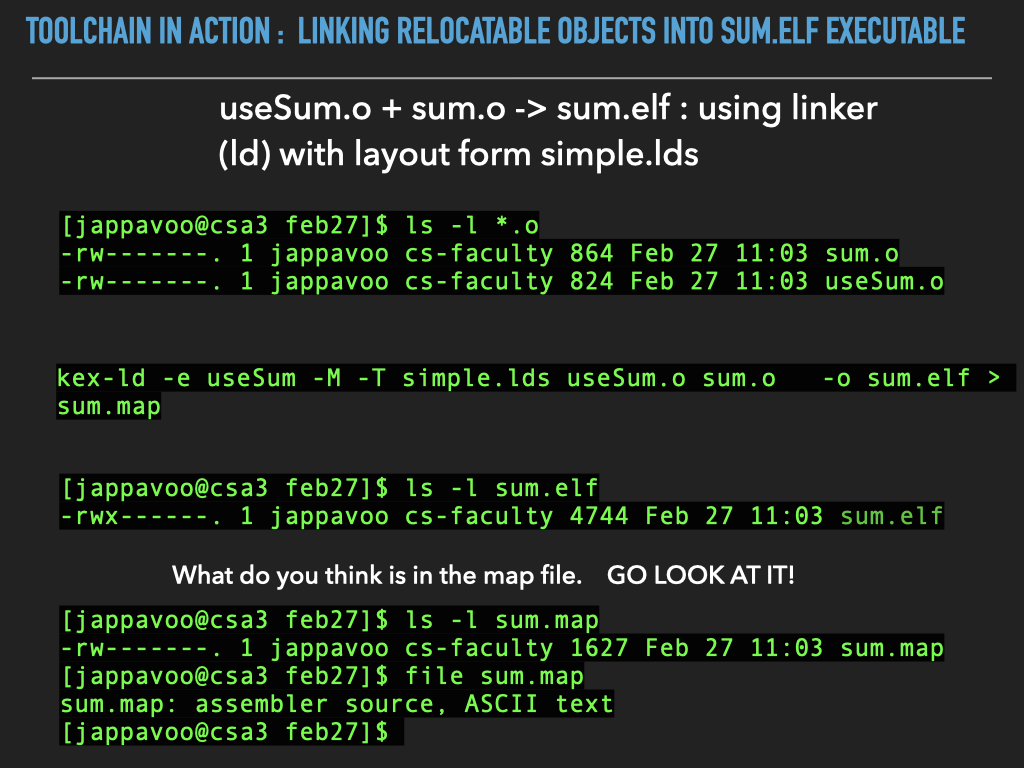 TOOLCHAIN IN ACTION : LINKING RELOCATABLE OBJECTS INTO SUM.ELF EXECUTABLE
useSum.o + sum.o -> sum.elf : using linker
(ld) with layout form simple.lds
[jappavoo@csa3 feb27]$ ls -l *.o
-rw-------. 1 jappavoo cs-faculty 864 Feb 27 11:03 sum.o
-rw-------. 1 jappavoo cs-faculty 824 Feb 27 11:03 useSum.o
kex-ld -e useSum -M -T simple.lds useSum.o sum.o   -o sum.elf >
sum.map
[jappavoo@csa3 feb27]$ ls -l sum.elf
-rwx------. 1 jappavoo cs-faculty 4744 Feb 27 11:03 sum.elf
What do you think is in the map file.   GO LOOK AT IT!
[jappavoo@csa3 feb27]$ ls -l sum.map
-rw-------. 1 jappavoo cs-faculty 1627 Feb 27 11:03 sum.map
[jappavoo@csa3 feb27]$ file sum.map
sum.map: assembler source, ASCII text
[jappavoo@csa3 feb27]$